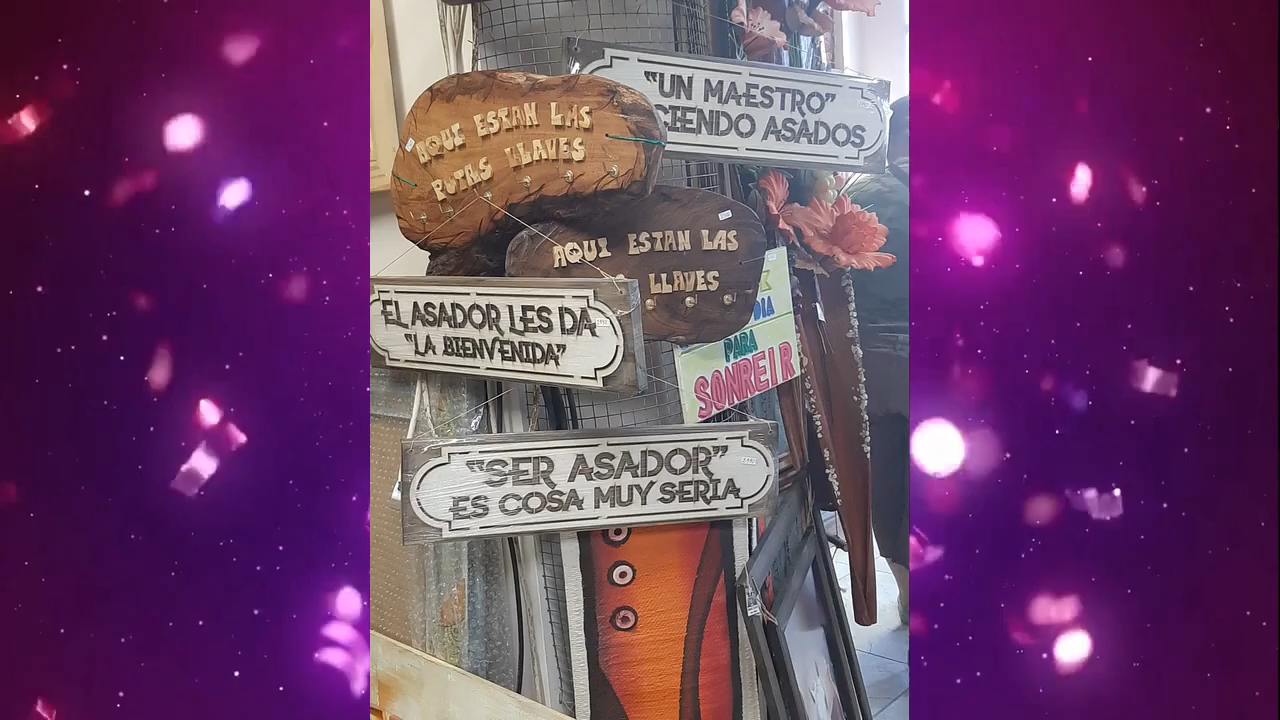 "UN MAESTRO"
CIENDO ASADOS
AQUI ESTAN LAS
PUTAS LLAVES
AQUI ESTAN LAS
LLAVES
EL ASADOR LES DA
"LA BIENVENIDA"
DIA
PARA
SONREIR
"SER ASADOR"
ES COSA MUY SERIA